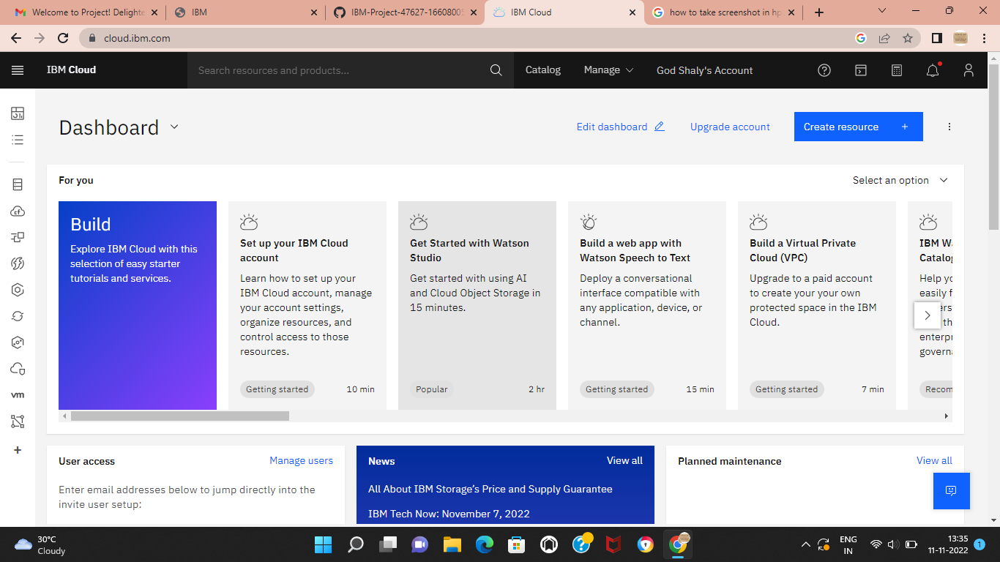 Welcome to Project! Delighte
IBM
IBM-Project-47627-16608005
IBM Cloud
how to take screenshot in hp
cloud.ibm.com
IBM Cloud
Search resources and products...
Catalog
Manage
God Shaly's Account
Dashboard
Edit dashboard
Upgrade account
Create resource +
For you
Select an option
Build
Explore IBM Cloud with this
selection of easy starter
tutorials and services.
Set up your IBM Cloud
account
Learn how to set up your
IBM Cloud account, manage
your account settings,
organize resources, and
control access to those
resources.
Getting started
10 min
Get Started with Watson
Studio
Get started with using AI
and Cloud Object Storage in
15 minutes.
Popular
2 hr
Build a web app with
Watson Speech to Text
Deploy a conversational
interface compatible with
any application, device, or
channel.
Getting started
15 min
Build a Virtual Private
Cloud (VPC)
Upgrade to a paid account
to create your your own
protected space in the IBM
Cloud.
Getting started
7 min
IBM W
Catalog
Help yo
easily f
ers
th
enterpr
governa
Recom
cf
vm
User access
Manage users
Enter email addresses below to jump directly into the
invite user setup:
News
View all
All About IBM Storage's Price and Supply Guarantee
IBM Tech Now: November 7, 2022
Planned maintenance
View all
30°C
Cloudy
ENG
IN
13:35
11-11-2022
1